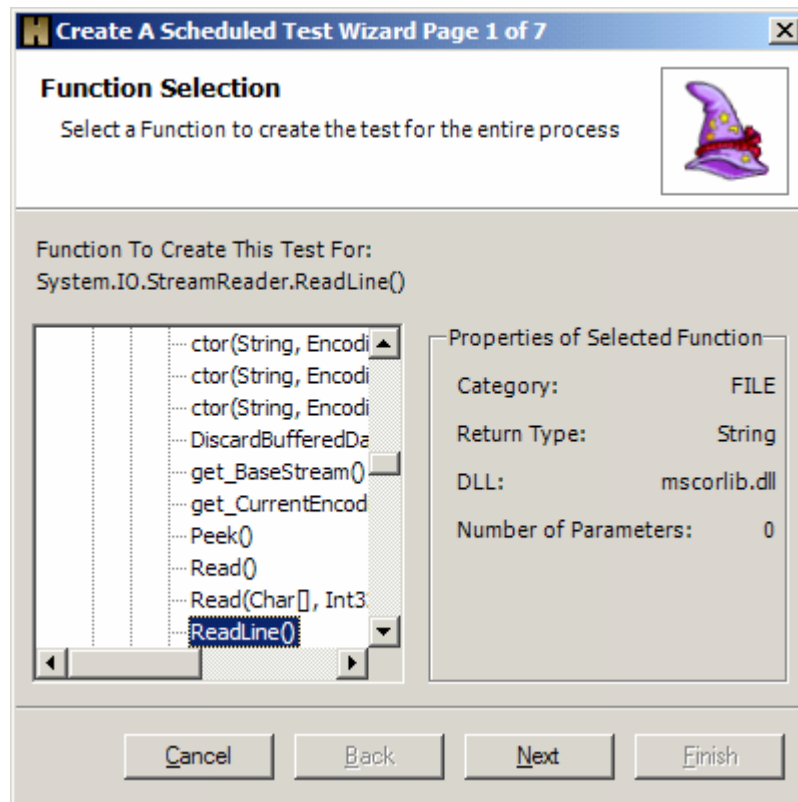 Create A Scheduled Test Wizard Page 1 of 7
Function Selection
Select a Function to create the test for the entire process
Function To Create This Test For:
System.IO.StreamReader.ReadLine()
ctor(String, Encodi
ctor(String, Encodi
ctor(String, Encodi
DiscardBufferedDa
get_BaseStream()
get_CurrentEncod
Peek()
Read()
Read(Char[], Int3
ReadLine()
Properties of Selected Function
Category: FILE
Return Type: String
DLL: mscorlib.dll
Number of Parameters: 0
Cancel Back Next Finish